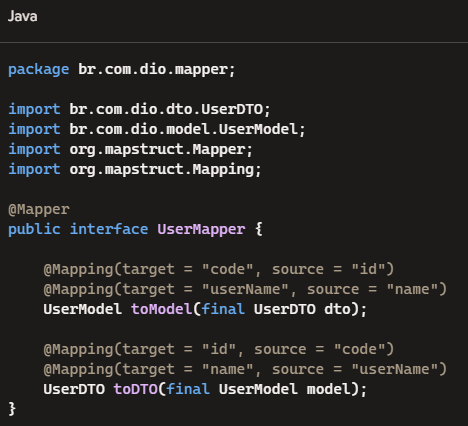 Java
package br.com.dio.mapper;
import br.com.dio.dto.UserDTO;
import br.com.dio.model.UserModel;
import org.mapstruct.Mapper;
import org.mapstruct.Mapping;
@Mapper
public interface UserMapper {
@Mapping(target = "code", source = "id")
@Mapping(target = "userName", source = "name")
UserModel toModel(final UserDTO dto);
@Mapping(target = "id", source = "code")
@Mapping(target = "name", source = "userName")
UserDTO toDTO(final UserModel model);
}